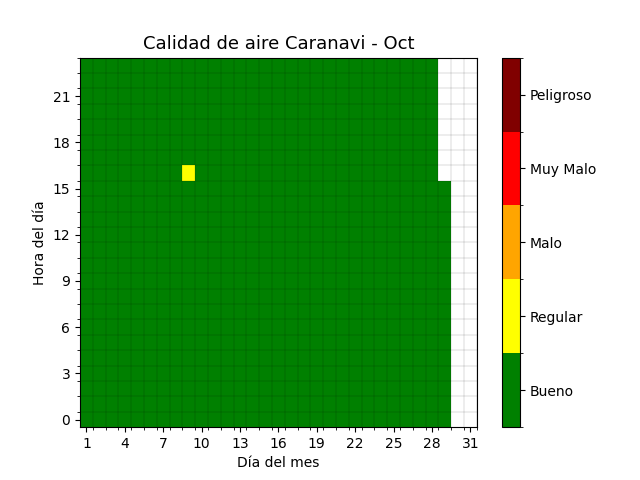 Calidad de aire Caranavi - Oct
Hora del día
21
18
15
12
9
6
3
0
1 4 7 10 13 16 19 22 25 28 31
Día del mes
Peligroso
Muy Malo
Malo
Regular
Bueno